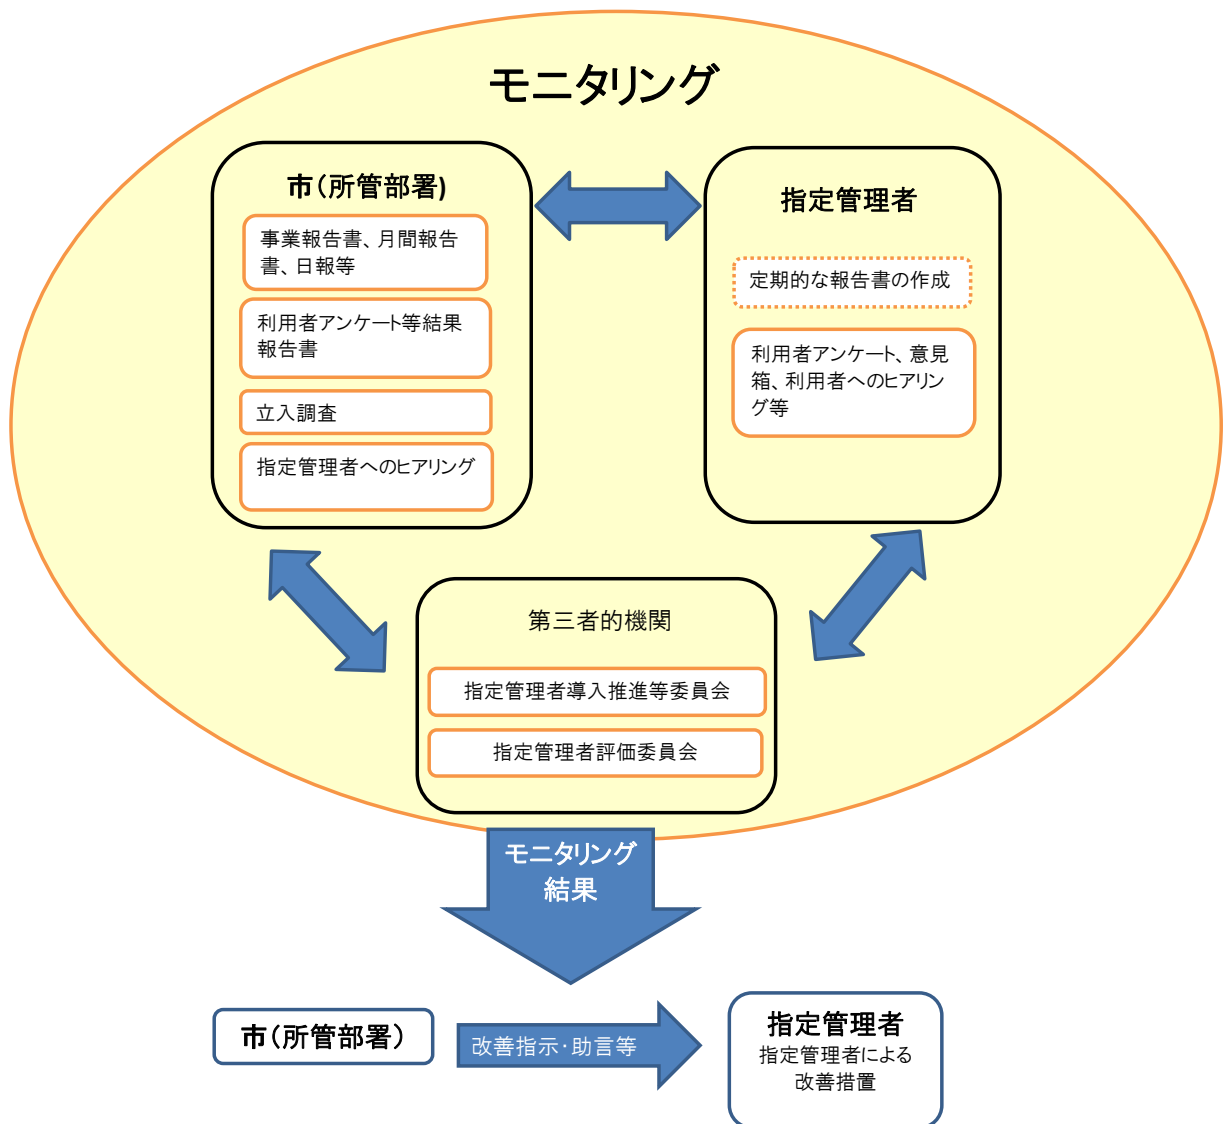 モニタリング
市（所管部署)
事業報告書、月間報告
書、日報等
利用者アンケート等結果
報告書
立入調査
指定管理者へのヒアリング
指定管理者
定期的な報告書の作成
利用者アンケート、意見
箱、利用者へのヒアリン
グ等
第三者的機関
指定管理者導入推進等委員会
指定管理者評価委員会
モニタリング
結果
市（所管部署）
改善指示・助言等
指定管理者
指定管理者による
改善措置